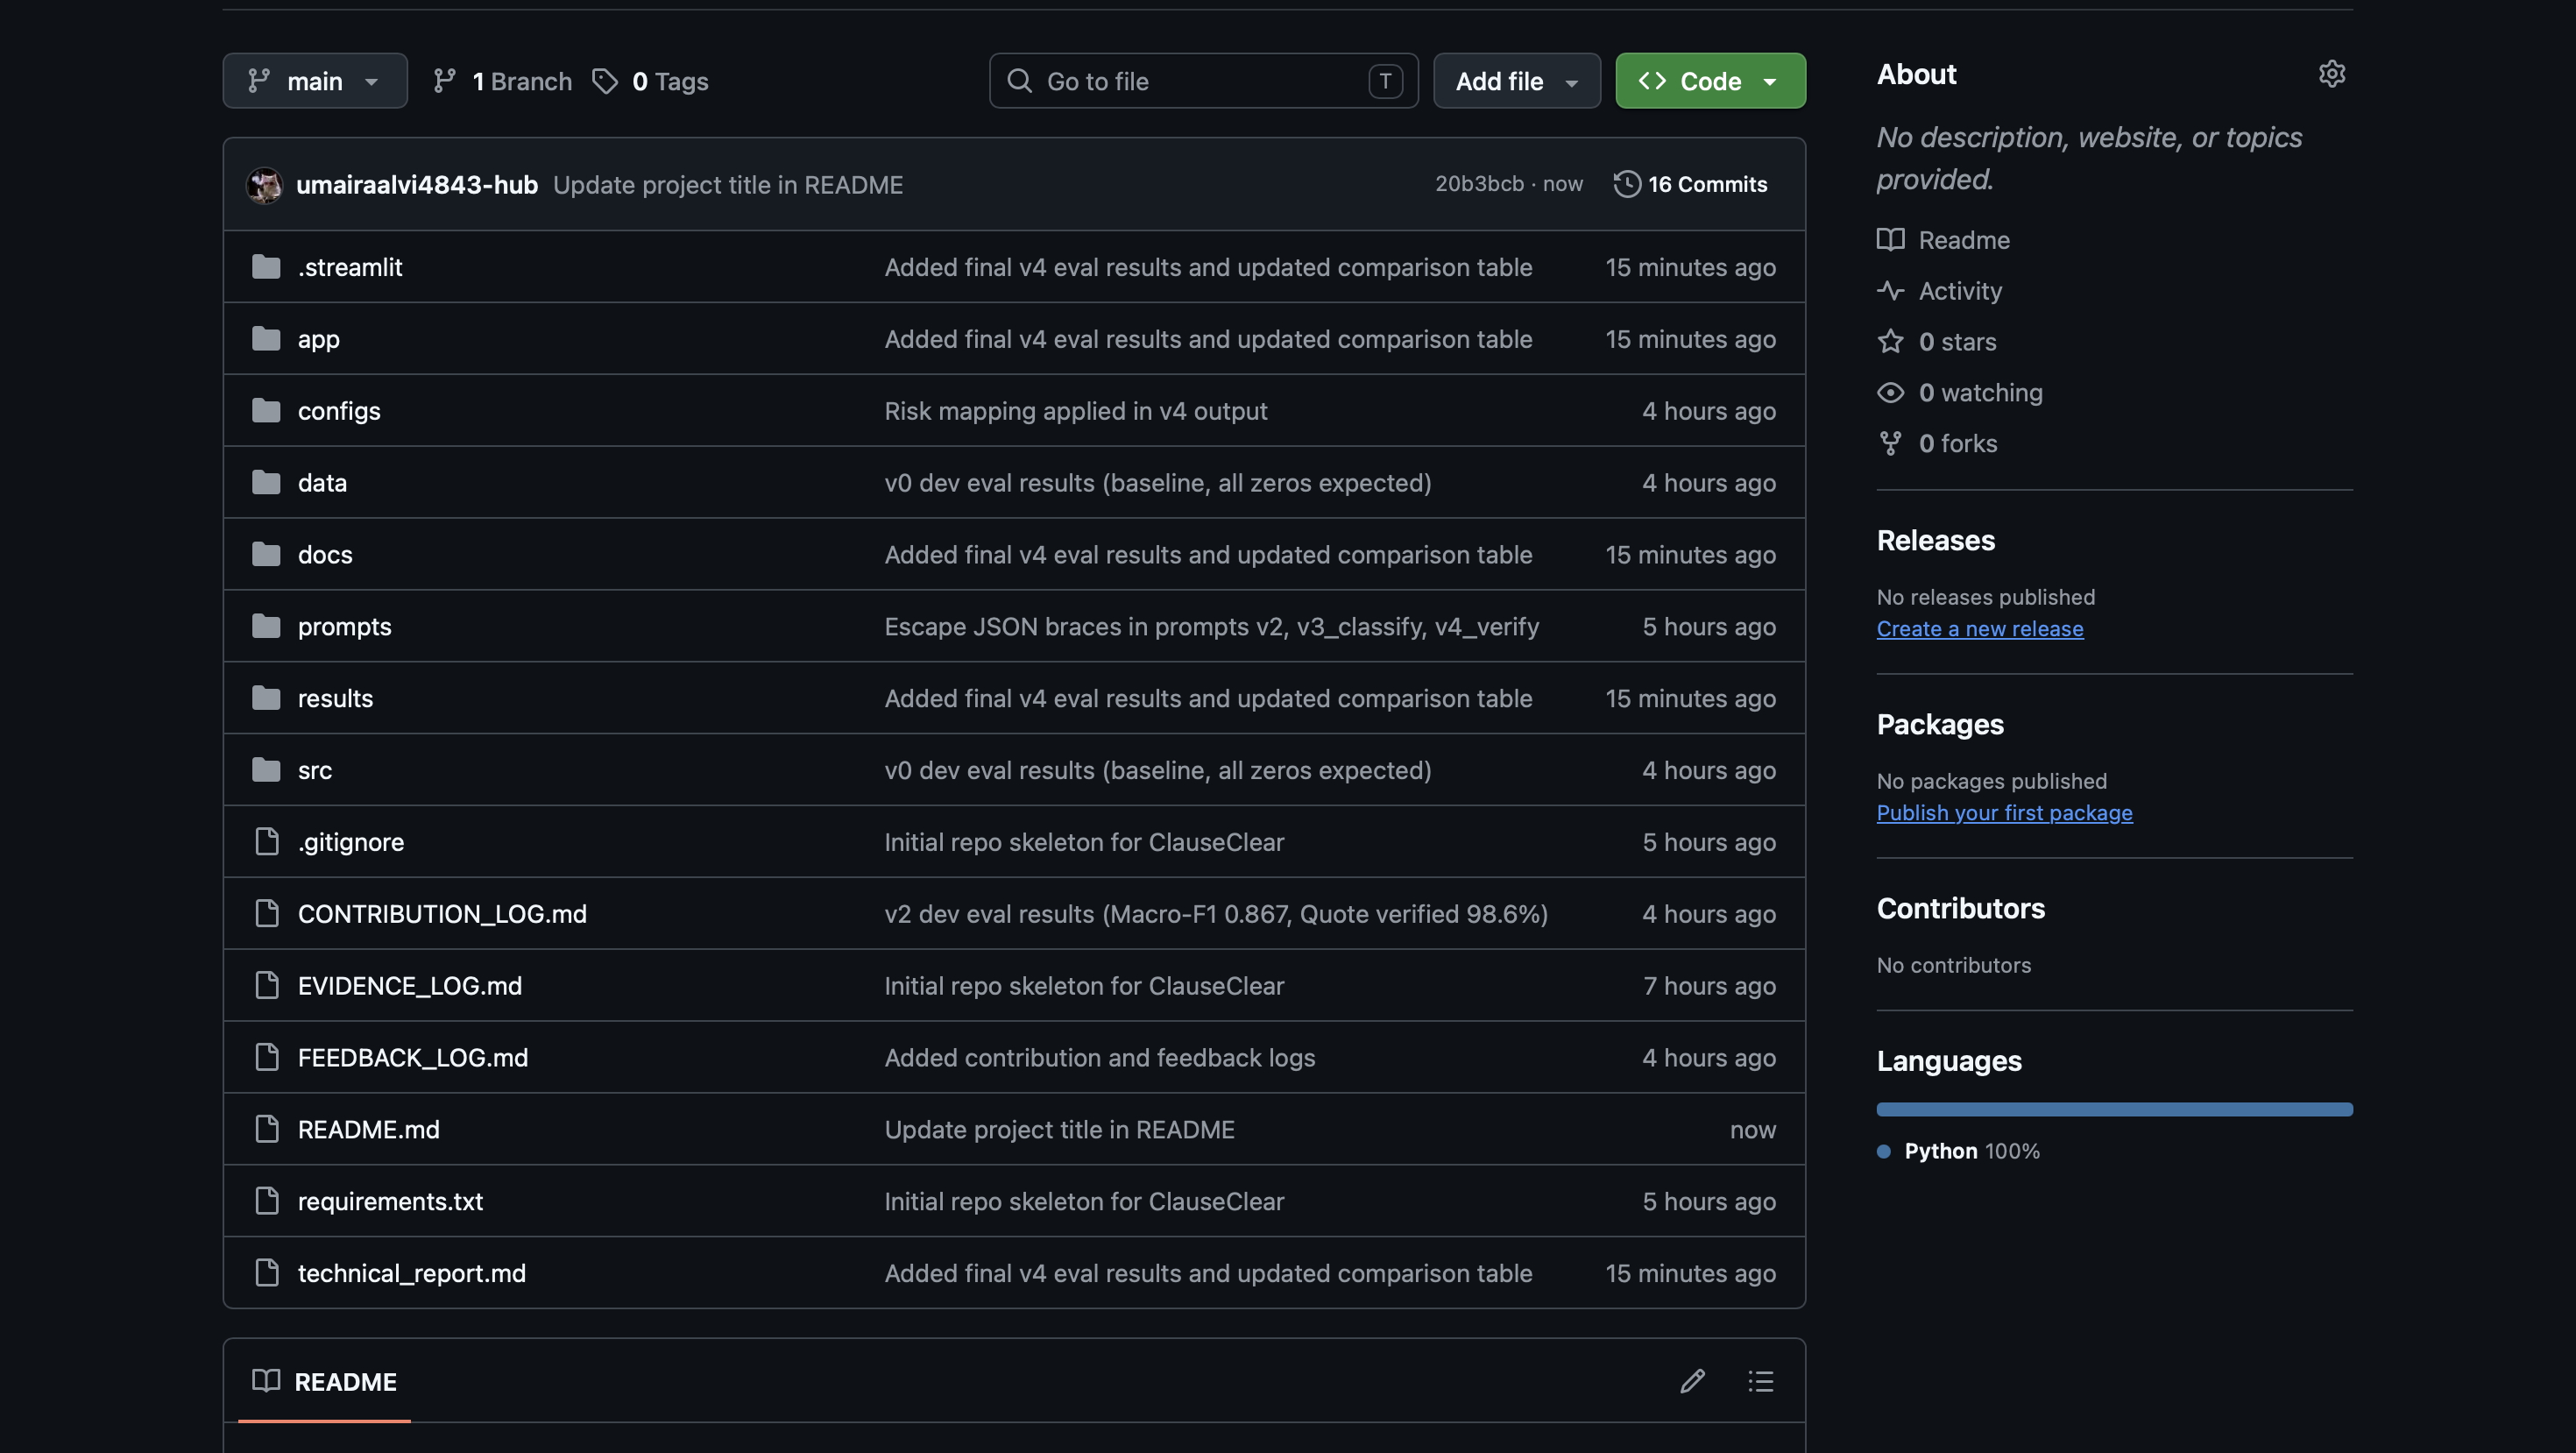 main
1 Branch
0 Tags
Go to file
T
Add file
Code
umairaalvi4843-hub Update project title in README
20b3bcb · now
16 Commits
.streamlit Added final v4 eval results and updated comparison table 15 minutes ago
app Added final v4 eval results and updated comparison table 15 minutes ago
configs Risk mapping applied in v4 output 4 hours ago
data v0 dev eval results (baseline, all zeros expected) 4 hours ago
docs Added final v4 eval results and updated comparison table 15 minutes ago
prompts Escape JSON braces in prompts v2, v3_classify, v4_verify 5 hours ago
results Added final v4 eval results and updated comparison table 15 minutes ago
src v0 dev eval results (baseline, all zeros expected) 4 hours ago
.gitignore Initial repo skeleton for ClauseClear 5 hours ago
CONTRIBUTION_LOG.md v2 dev eval results (Macro-F1 0.867, Quote verified 98.6%) 4 hours ago
EVIDENCE_LOG.md Initial repo skeleton for ClauseClear 7 hours ago
FEEDBACK_LOG.md Added contribution and feedback logs 4 hours ago
README.md Update project title in README now
requirements.txt Initial repo skeleton for ClauseClear 5 hours ago
technical_report.md Added final v4 eval results and updated comparison table 15 minutes ago
README
About
No description, website, or topics
provided.
Readme
Activity
0 stars
0 watching
0 forks
Releases
No releases published
Create a new release
Packages
No packages published
Publish your first package
Contributors
No contributors
Languages
Python 100%